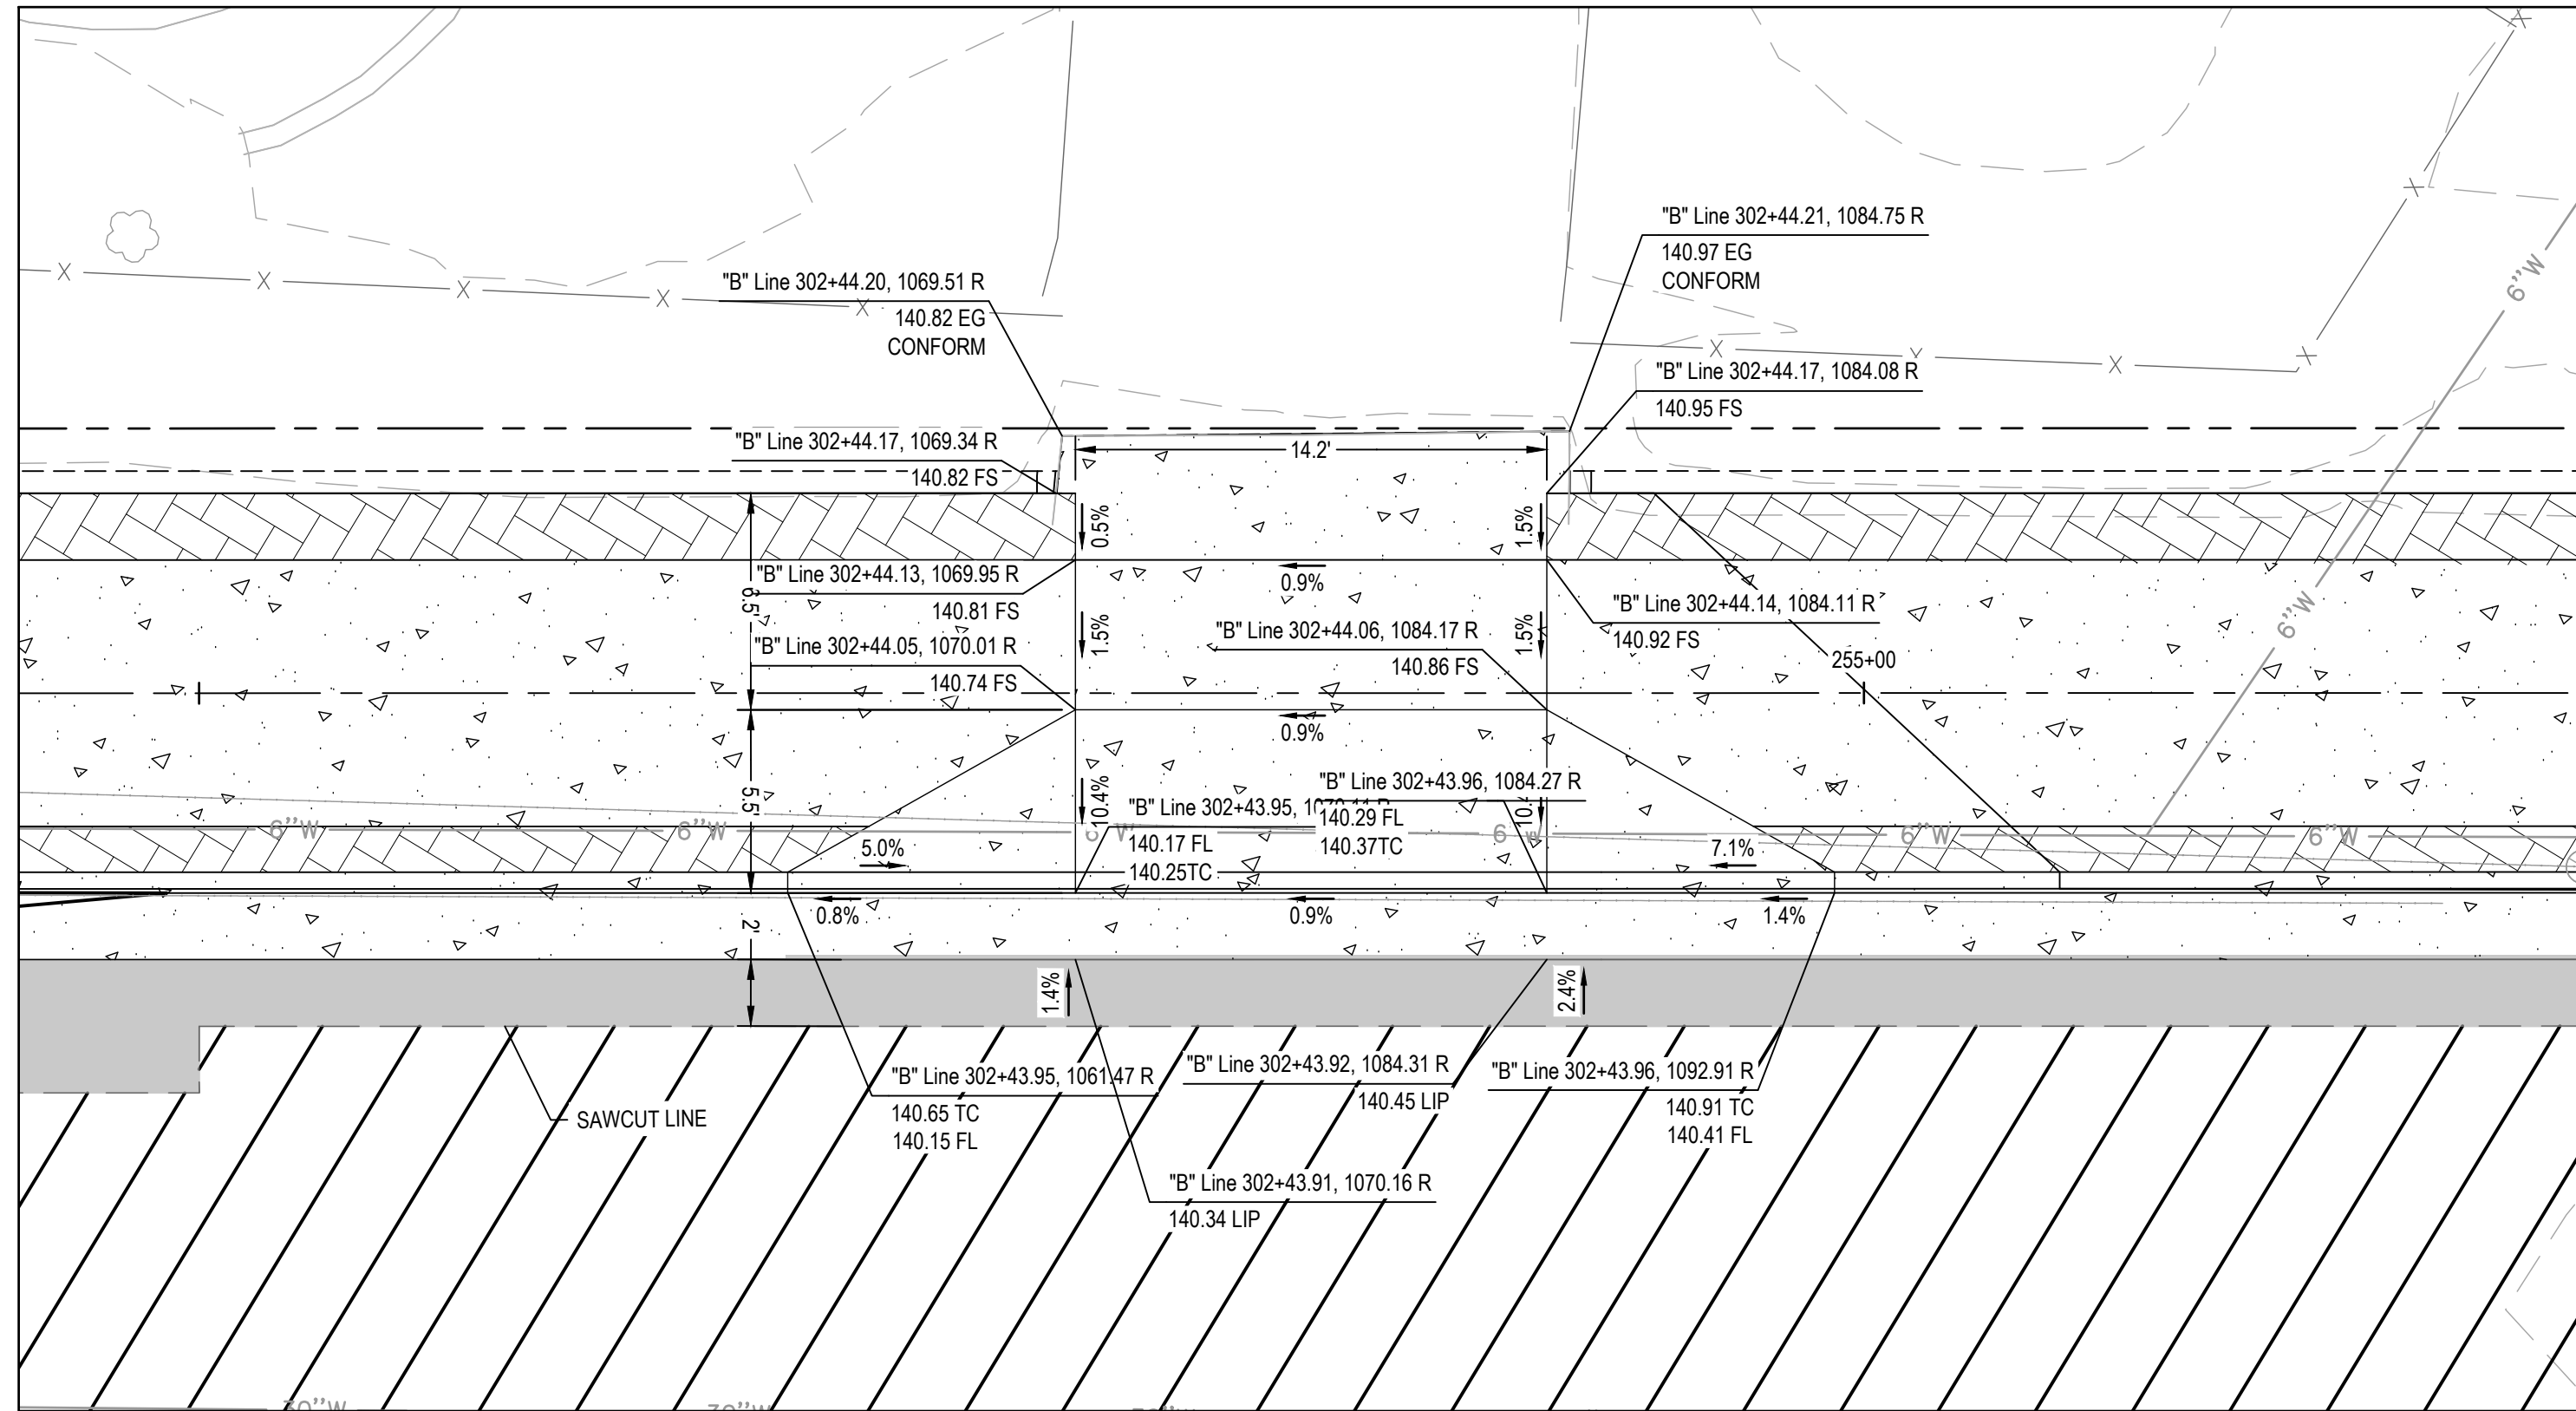 "B" Line 302+44.21, 1084.75 R
140.97 EG
CONFORM
6"W
"B" Line 302+44.20, 1069.51 R
140.82 EG
CONFORM
"B" Line 302+44.17, 1084.08 R
140.95 FS
"B" Line 302+44.17, 1069.34 R
140.82 FS
14.2'
0.5%
1.5%
"B" Line 302+44.13, 1069.95 R
140.81 FS
0.9%
"B" Line 302+44.14, 1084.11 R
140.92 FS
6"W
"B" Line 302+44.05, 1070.01 R
140.74 FS
1.5%
"B" Line 302+44.06, 1084.17 R
140.86 FS
1.5%
255+00
0.9%
5.5'
10.4%
"B" Line 302+43.96, 1084.27 R
140.29 FL
140.37TC
"B" Line 302+43.95,
140.17 FL
140.25TC
6"W
6"W
6"W
6"W
5.0%
7.1%
0.8%
0.9%
1.4%
2'
1.4%
2.4%
"B" Line 302+43.95, 1061.47 R
140.65 TC
140.15 FL
"B" Line 302+43.92, 1084.31 R
140.45 LIP
"B" Line 302+43.96, 1092.91 R
140.91 TC
140.41 FL
SAWCUT LINE
"B" Line 302+43.91, 1070.16 R
140.34 LIP